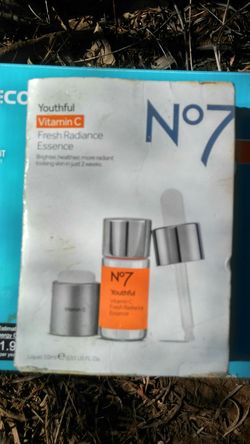 ECO
Youthful
Vitamin C
Fresh Radiance
Essence
Brighter, healthier, more radiant
looking skin in just 2 weeks
No7
No7
Youthful
Vitamin C
Fresh Radiance
Essence
Vitamin C